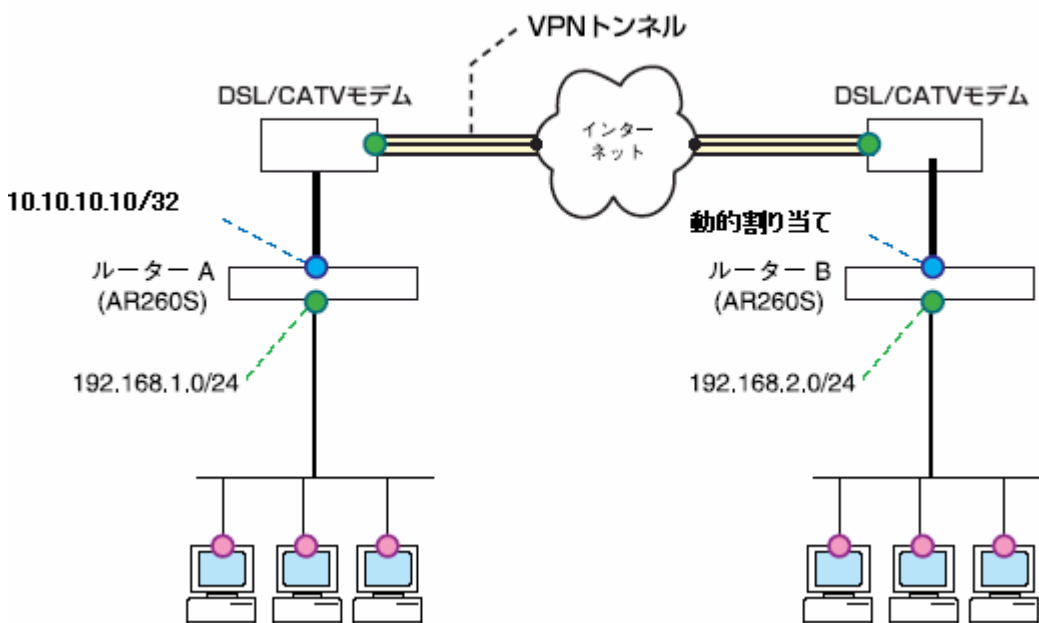 VPNトンネル
DSL/CATVモデム
DSL/CATVモデム
インター
ネット
10.10.10.10/32
動的割り当て
ルーター A
(AR260S)
ルーター B
(AR260S)
192.168.1.0/24
192.168.2.0/24